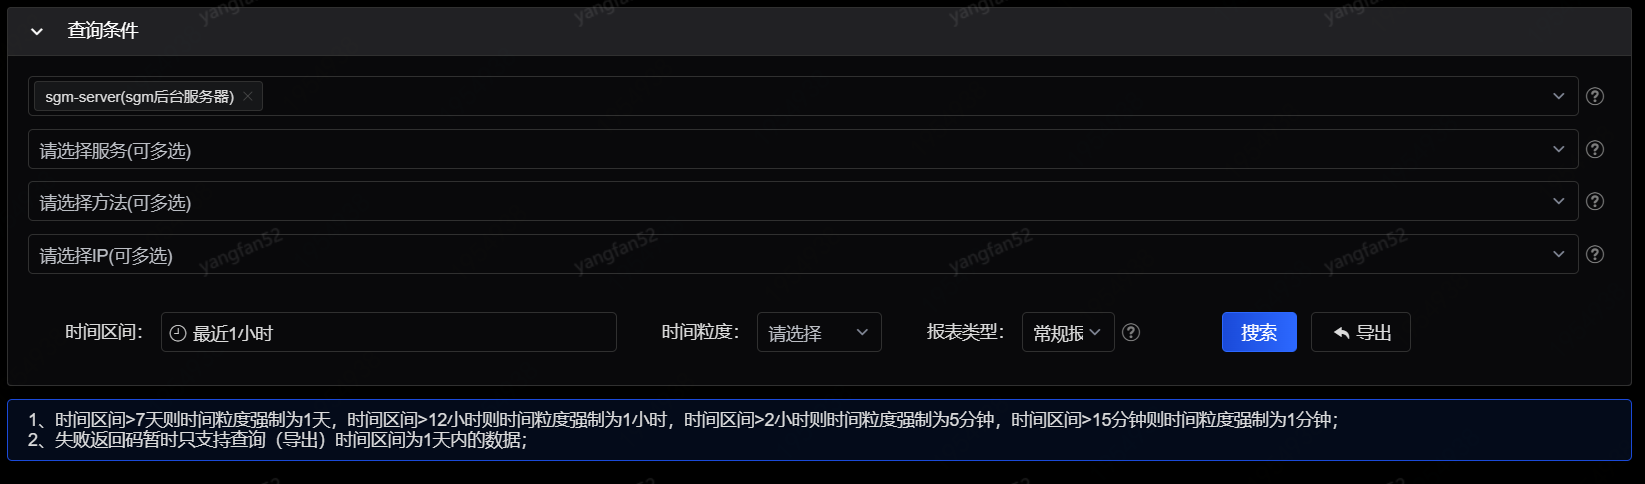 查询条件
sgm-server(sgm后台服务器)
请选择服务(可多选)
请选择方法(可多选)
请选择IP(可多选)
时间区间： 最近1小时 时间粒度： 请选择 报表类型： 常规报 搜索 导出
1、时间区间>7天则时间粒度强制为1天，时间区间>12小时则时间粒度强制为1小时，时间区间>2小时则时间粒度强制为5分钟，时间区间>15分钟则时间粒度强制为1分钟；
2、失败返回码暂时只支持查询（导出）时间区间为1天内的数据；
yangfan52 yangfan52 yangfan52 yangfan52